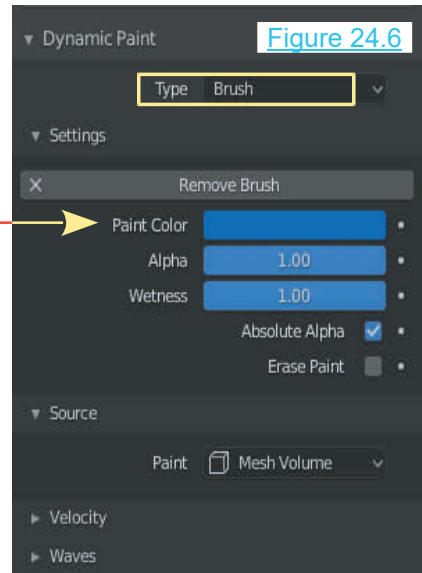 Dynamic Paint
Figure 24.6
Type Brush
Settings
Remove Brush
Paint Color
Alpha 1.00
Wetness 1.00
Absolute Alpha
Erase Paint
Source
Paint Mesh Volume
Velocity
Waves